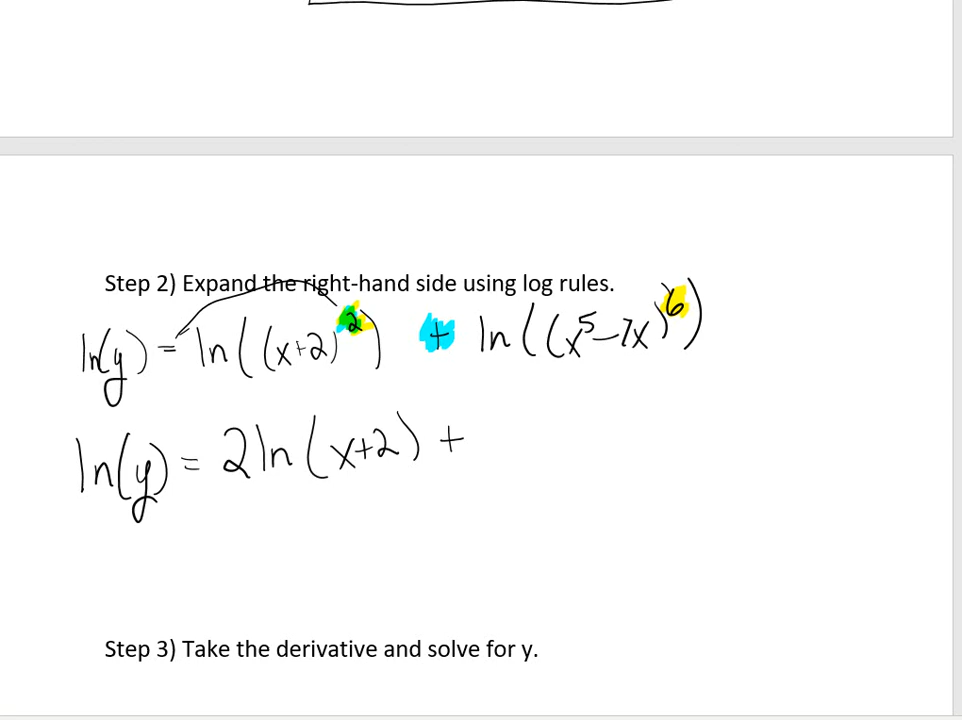 Step 2) Expand the right-hand side using log rules.
ln(y) = ln((x+2)²) + ln((x⁵-7x)⁶)
ln(y) = 2ln(x+2) +
Step 3) Take the derivative and solve for y.